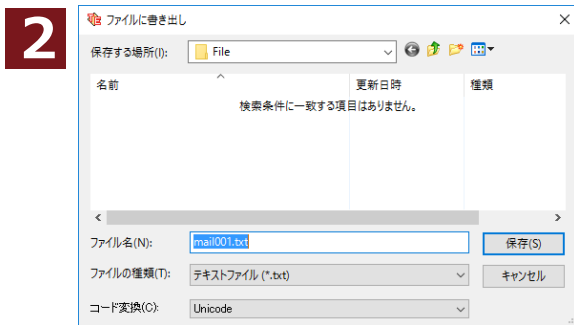 2
ファイルに書き出し
保存する場所(I): File
名前 更新日時 種類
検索条件に一致する項目はありません。
ファイル名(N): mail001.txt 保存(S)
ファイルの種類(T): テキストファイル (*.txt) キャンセル
コード変換(C): Unicode